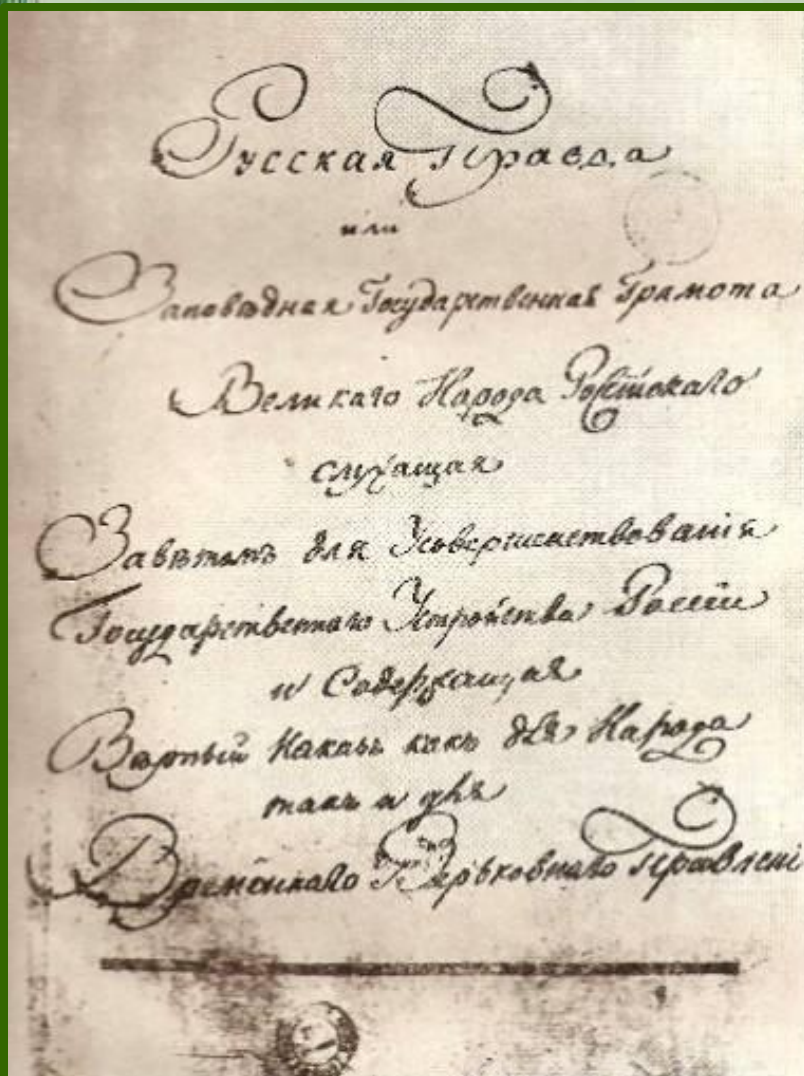 Русская Правда
или
Заповѣдная Государственная Грамота
Великаго Народа Россійскаго
служащая
Завѣтомъ для Усовершенствованія
Государственнаго Устройства Россіи
и Содержащая
Вѣрный Наказъ какъ для Народа
такъ и для
Временнаго Верьховнаго Правлені